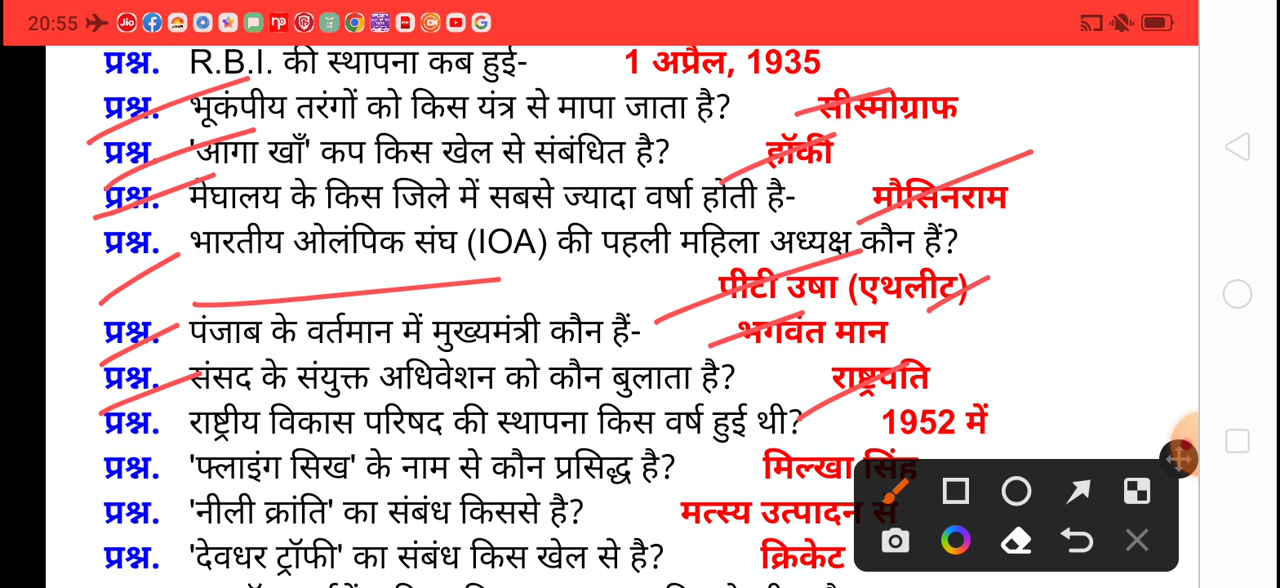 20:55
प्रश्न. R.B.I. की स्थापना कब हुई- 1 अप्रैल, 1935
प्रश्न. भूकंपीय तरंगों को किस यंत्र से मापा जाता है? सीस्मोग्राफ
प्रश्न. 'आगा खाँ' कप किस खेल से संबंधित है? हॉकी
प्रश्न. मेघालय के किस जिले में सबसे ज्यादा वर्षा होती है- मौसिनराम
प्रश्न. भारतीय ओलंपिक संघ (IOA) की पहली महिला अध्यक्ष कौन हैं?
पीटी उषा (एथलीट)
प्रश्न. पंजाब के वर्तमान में मुख्यमंत्री कौन हैं- भगवंत मान
प्रश्न. संसद के संयुक्त अधिवेशन को कौन बुलाता है? राष्ट्रपति
प्रश्न. राष्ट्रीय विकास परिषद की स्थापना किस वर्ष हुई थी? 1952 में
प्रश्न. 'फ्लाइंग सिख' के नाम से कौन प्रसिद्ध है? मिल्खा सिंह
प्रश्न. 'नीली क्रांति' का संबंध किससे है? मत्स्य उत्पादन से
प्रश्न. 'देवधर ट्रॉफी' का संबंध किस खेल से है? क्रिकेट